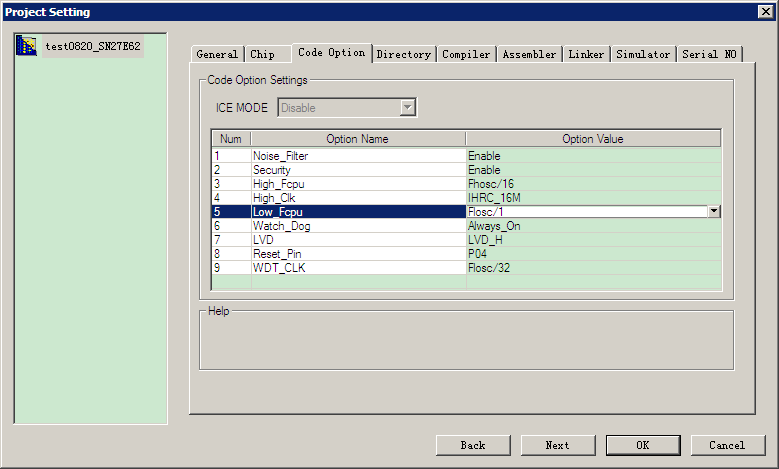 Project Setting
test0820_SN27E62
General Chip Code Option Directory Compiler Assembler Linker Simulator Serial NO
Code Option Settings
ICE MODE Disable
Num Option Name Option Value
1 Noise_Filter Enable
2 Security Enable
3 High_Fcpu Fhosc/16
4 High_Clk IHRC_16M
5 Low_Fcpu Flosc/1
6 Watch_Dog Always_On
7 LVD LVD_H
8 Reset_Pin P04
9 WDT_CLK Flosc/32
Help
Back Next OK Cancel